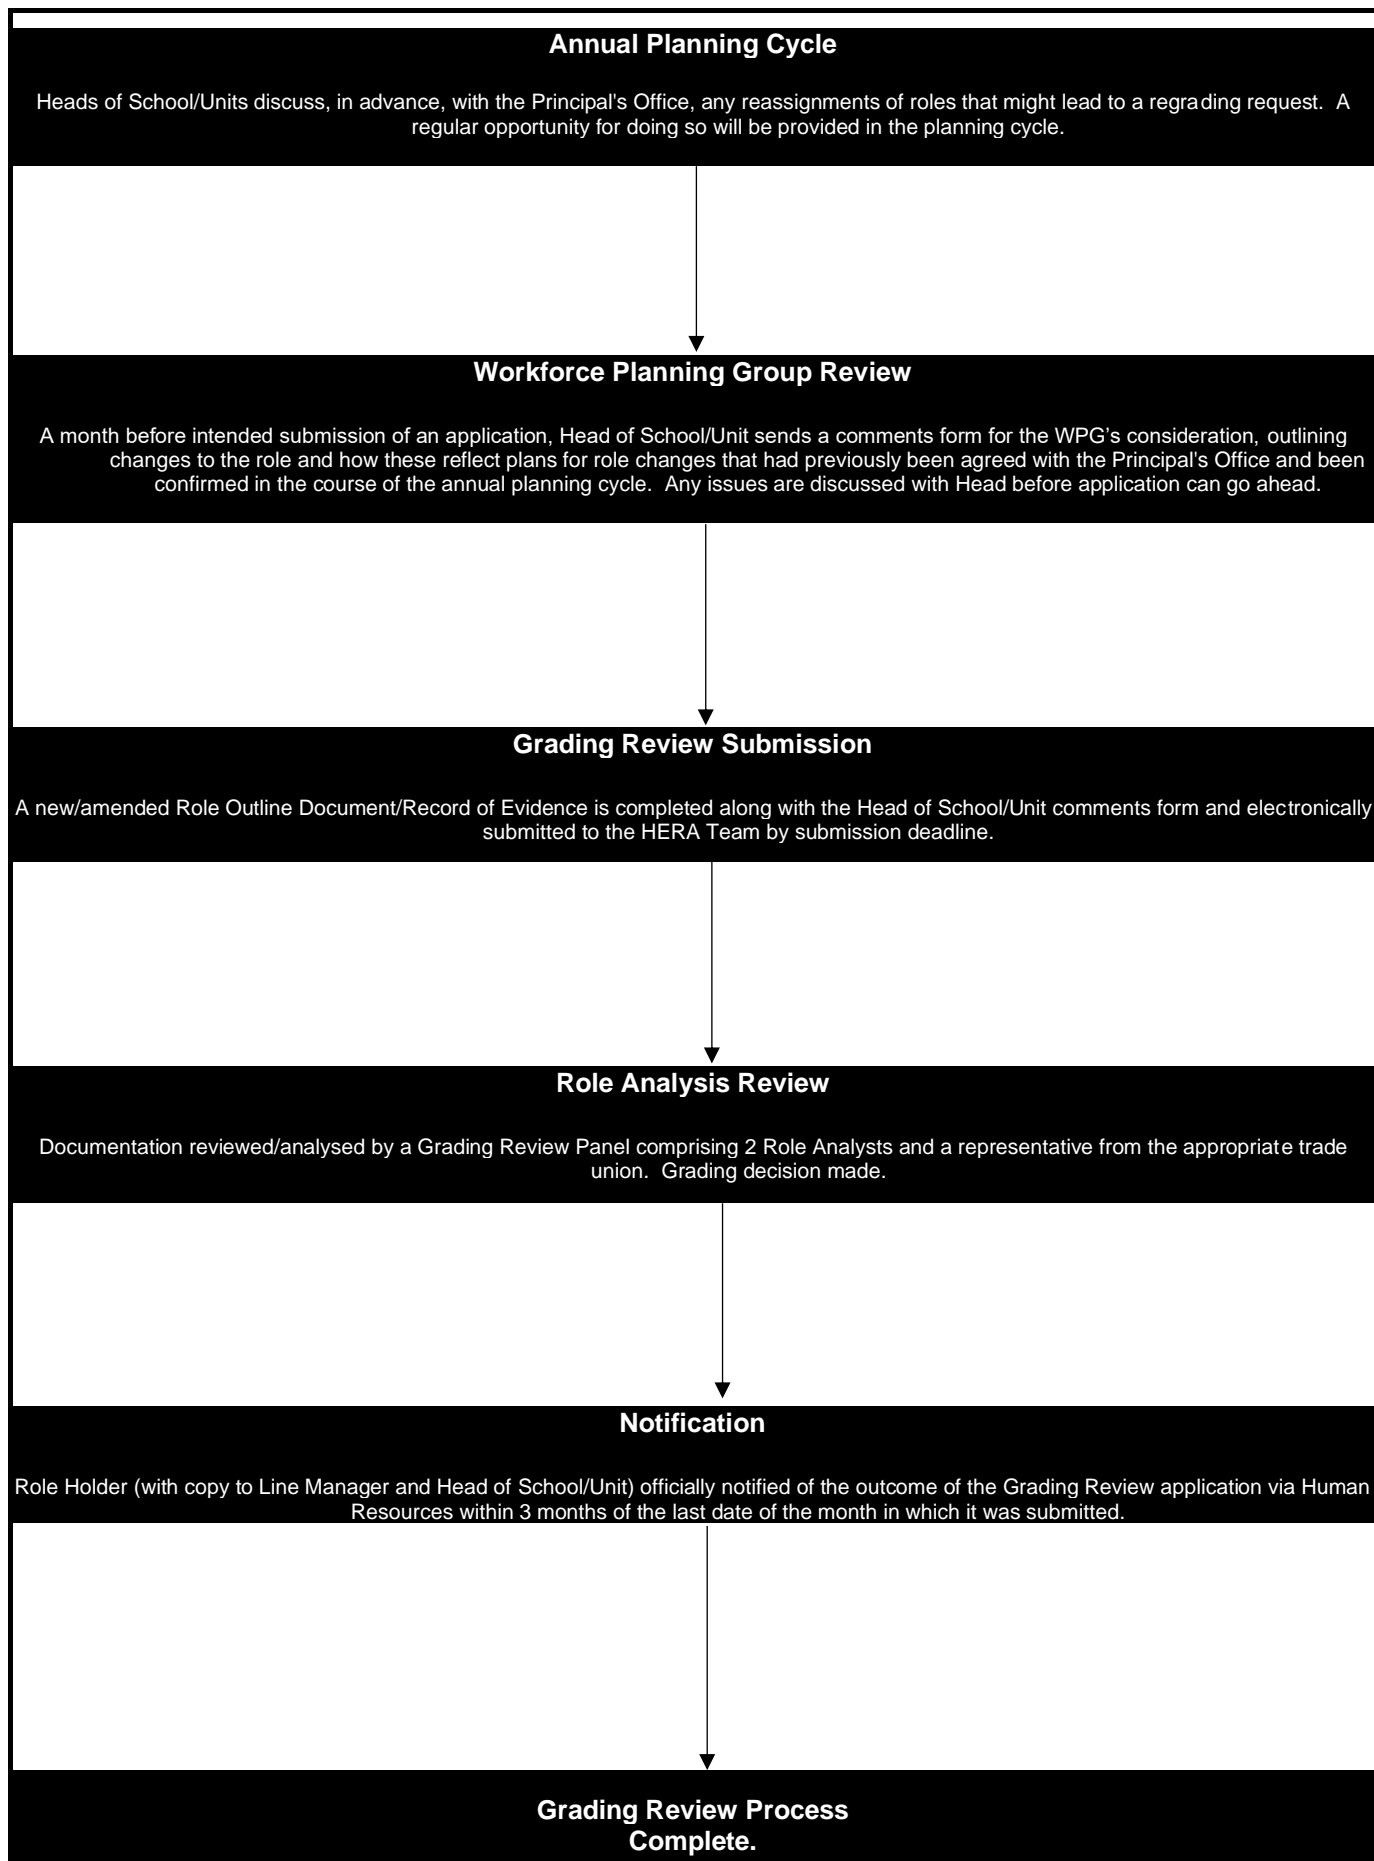 Annual Planning Cycle
Heads of School/Units discuss, in advance, with the Principal's Office, any reassignments of roles that might lead to a regrading request.  A
regular opportunity for doing so will be provided in the planning cycle.
Workforce Planning Group Review
A month before intended submission of an application, Head of School/Unit sends a comments form for the WPG’s consideration, outlining
changes to the role and how these reflect plans for role changes that had previously been agreed with the Principal's Office and been
confirmed in the course of the annual planning cycle.  Any issues are discussed with Head before application can go ahead.
Grading Review Submission
A new/amended Role Outline Document/Record of Evidence is completed along with the Head of School/Unit comments form and electronically
submitted to the HERA Team by submission deadline.
Role Analysis Review
Documentation reviewed/analysed by a Grading Review Panel comprising 2 Role Analysts and a representative from the appropriate trade
union.  Grading decision made.
Notification
Role Holder (with copy to Line Manager and Head of School/Unit) officially notified of the outcome of the Grading Review application via Human
Resources within 3 months of the last date of the month in which it was submitted.
Grading Review Process
Complete.